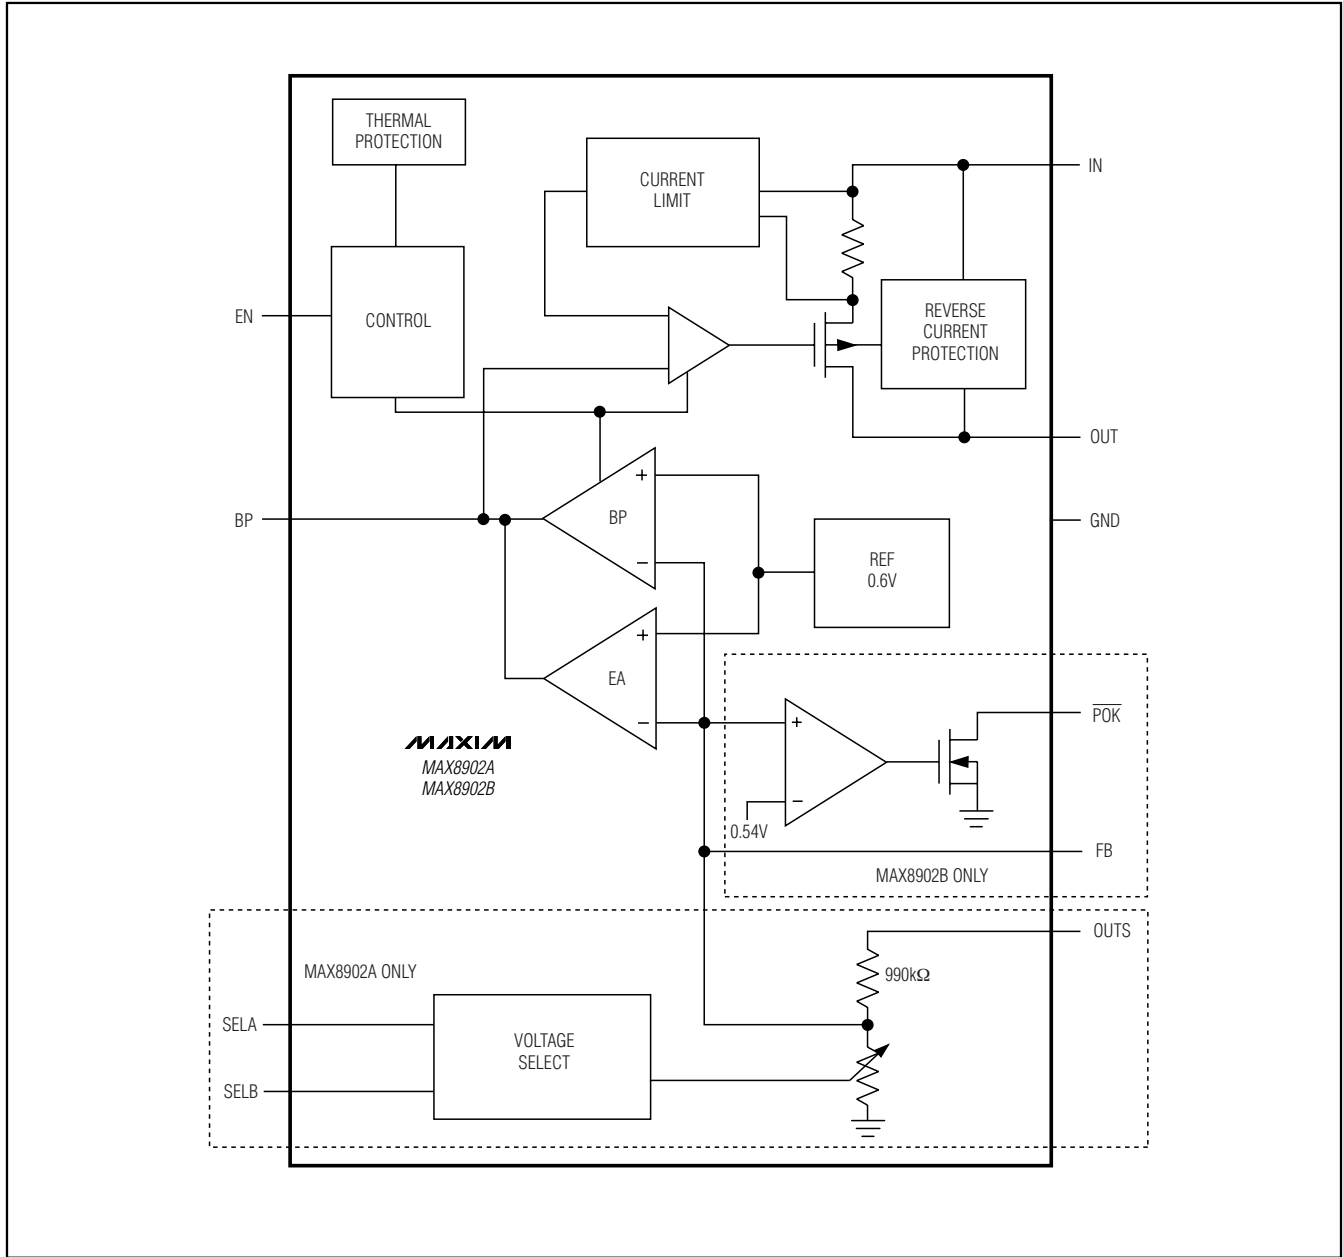 THERMAL
PROTECTION
CURRENT
LIMIT
IN
EN
CONTROL
REVERSE
CURRENT
PROTECTION
OUT
+
BP
BP
−
GND
REF
0.6V
+
EA
−
MAXIM
MAX8902A
MAX8902B
+
−
0.54V
POK
FB
MAX8902B ONLY
OUTS
MAX8902A ONLY
990kΩ
SELA
SELB
VOLTAGE
SELECT